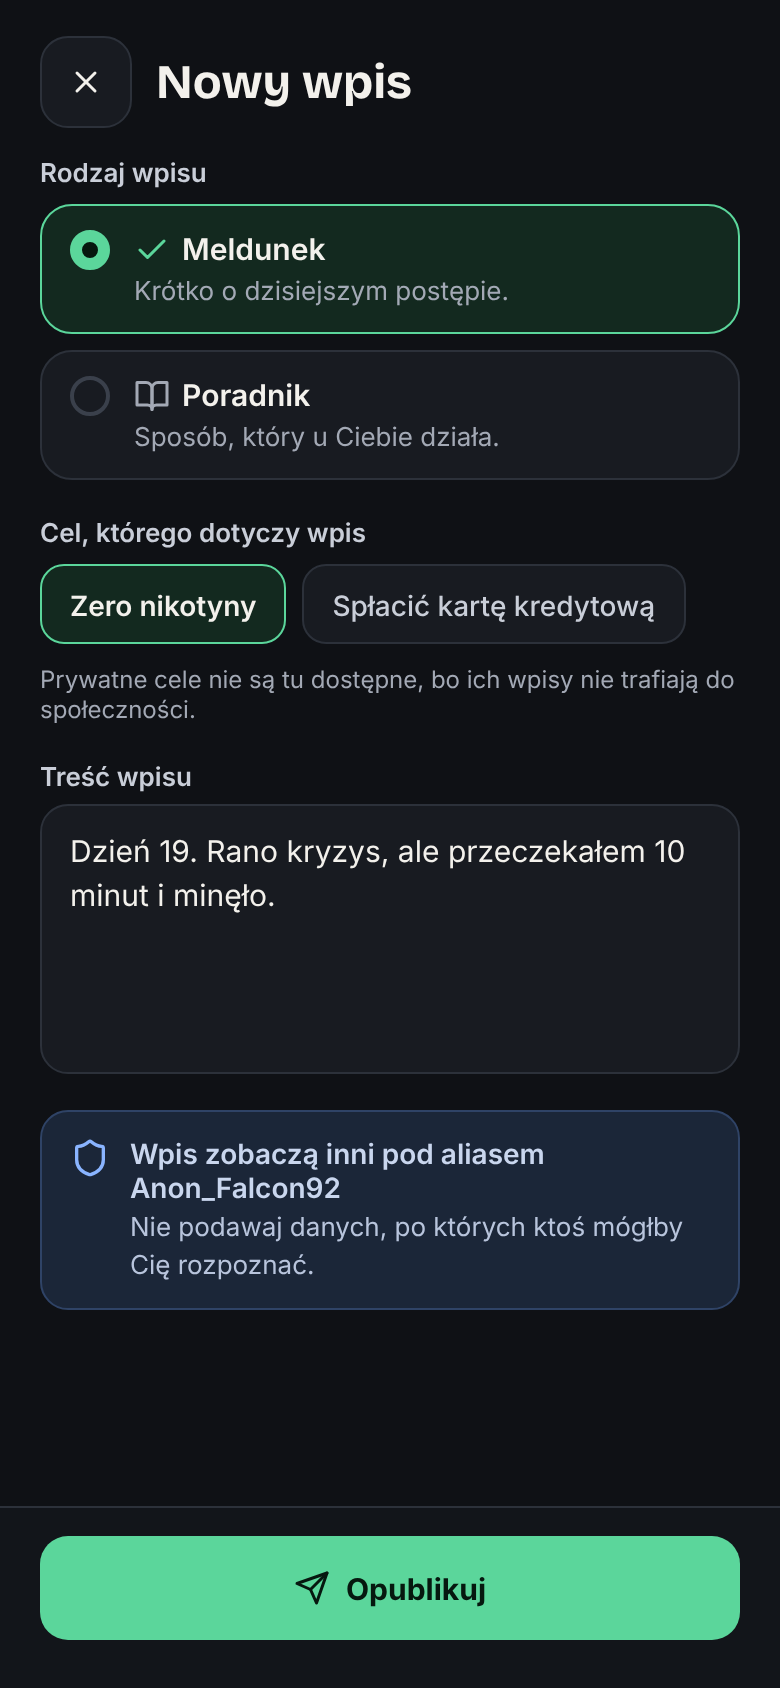 Nowy wpis
Rodzaj wpisu
Meldunek
Krótko o dzisiejszym postępie.
Poradnik
Sposób, który u Ciebie działa.
Cel, którego dotyczy wpis
Zero nikotyny
Spłacić kartę kredytową
Prywatne cele nie są tu dostępne, bo ich wpisy nie trafiają do
społeczności.
Treść wpisu
Dzień 19. Rano kryzys, ale przeczekałem 10
minut i minęło.
Wpis zobaczą inni pod aliasem
Anon_Falcon92
Nie podawaj danych, po których ktoś mógłby
Cię rozpoznać.
Opublikuj